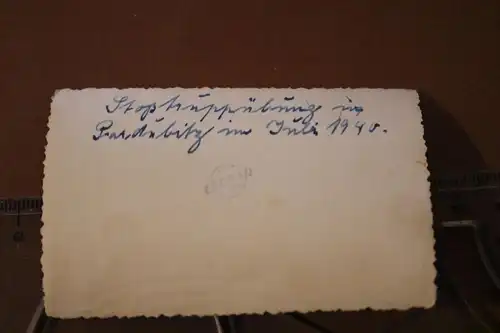 Stoßtruppübung in
Pardubitz im Juli 1940.